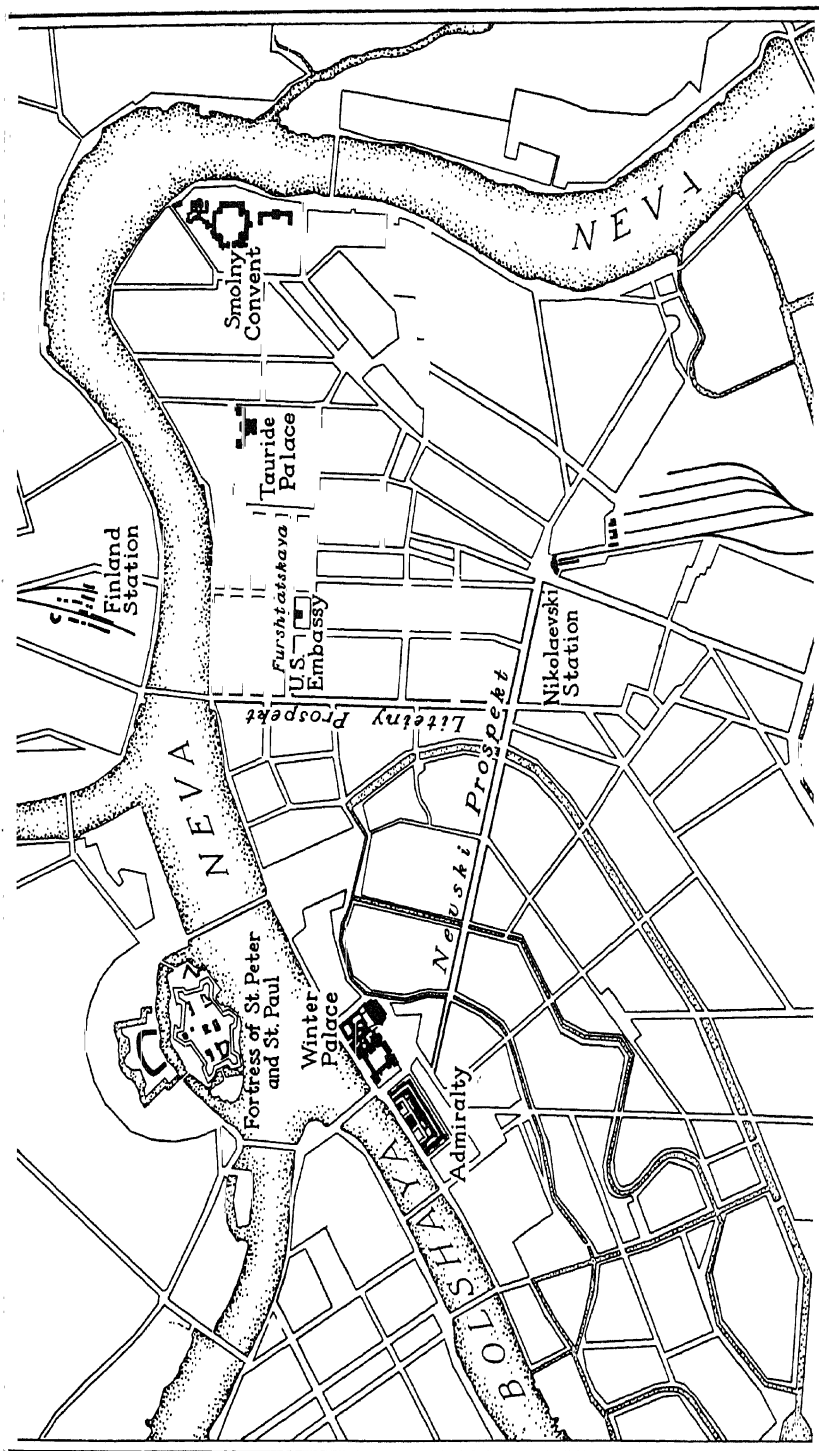 NEVA
Smolny
Convent
Tauride
Palace
Finland
Station
Furshtatskaya
U.S.
Embassy
Liteiny Prospekt
Nikolaevski
Station
NEVA
Nevski Prospekt
Fortress of St. Peter
and St. Paul
Winter
Palace
Admiralty
BOLSHAYA